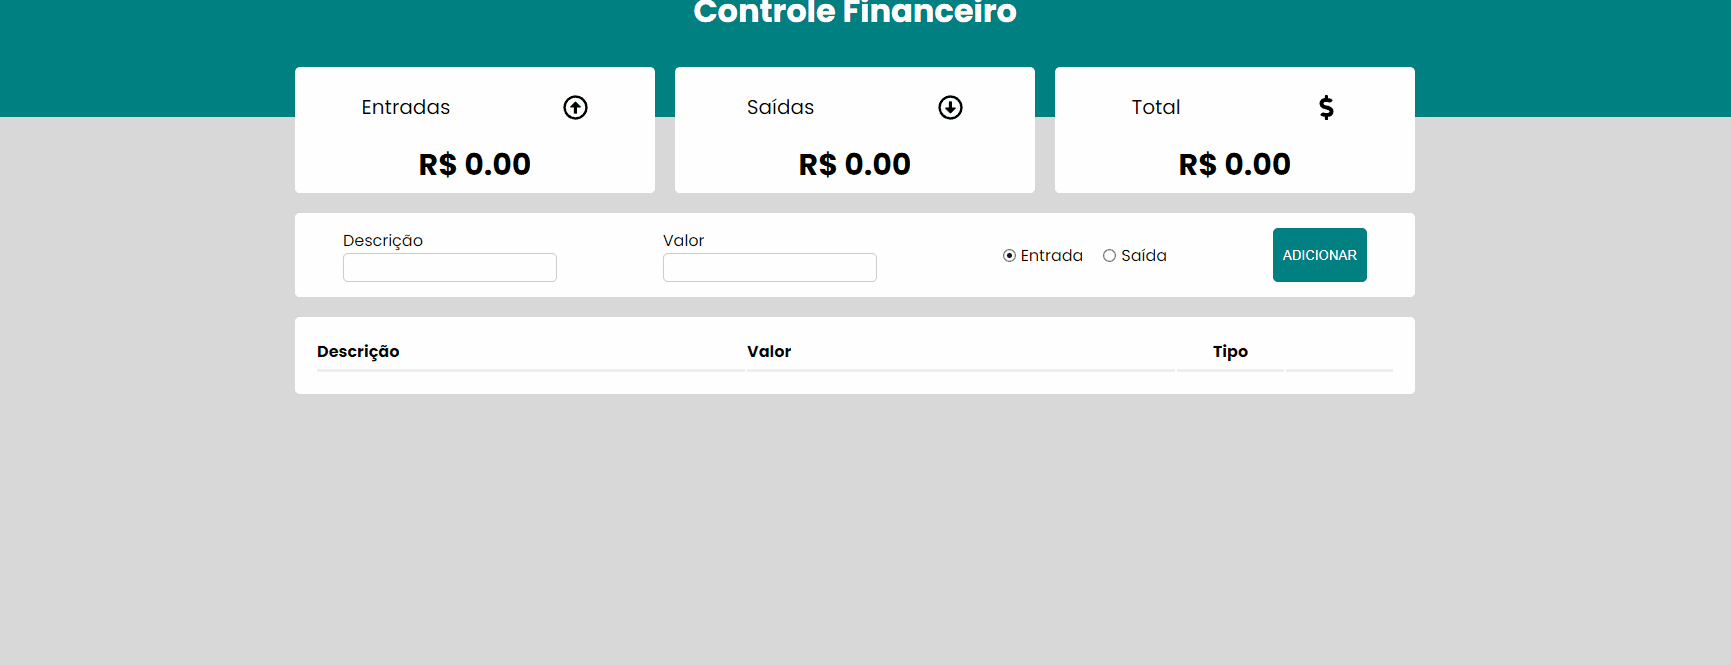 Controle Financeiro
Entradas
Saídas
Total
R$ 0.00
R$ 0.00
R$ 0.00
Descrição
Valor
Entrada
Saída
ADICIONAR
Descrição
Valor
Tipo